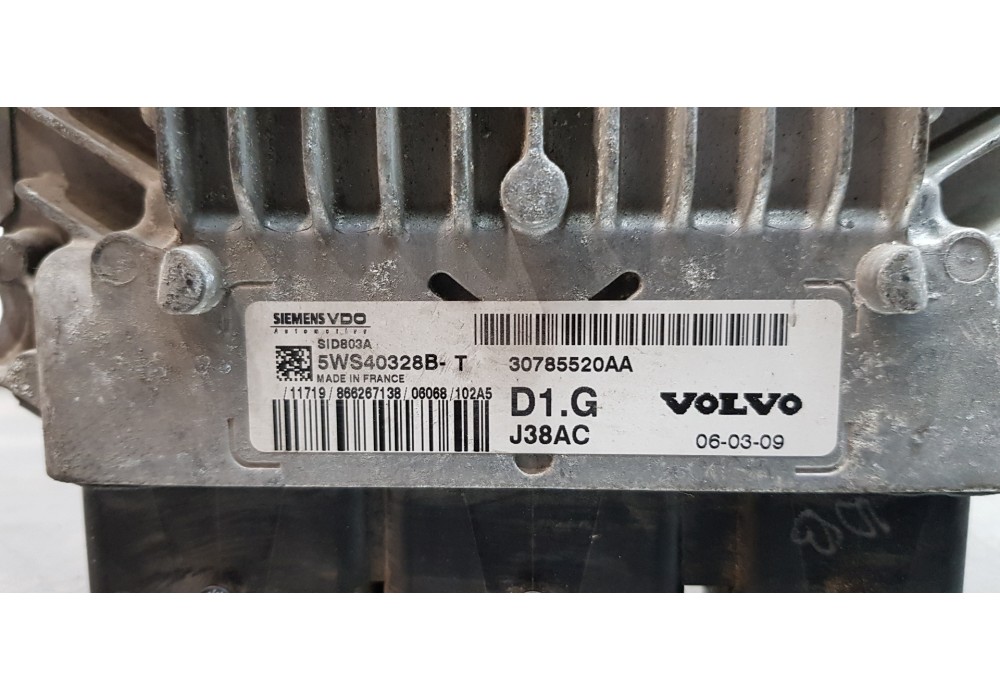 SIEMENS VDO
Automotive
SID803A
5WS40328B- T 30785520AA
MADE IN FRANCE
/11719/866267138/06068/102A5
D1.G VOLVO
J38AC 06-03-09